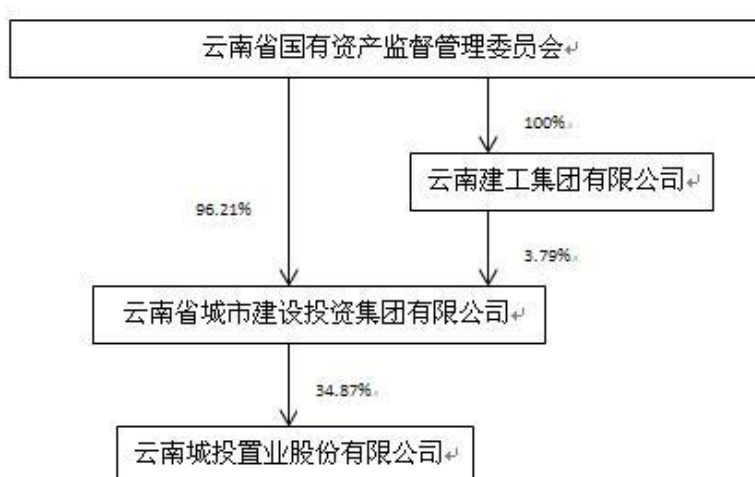 云南省国有资产监督管理委员会
100%
云南建工集团有限公司
96.21%
3.79%
云南省城市建设投资集团有限公司
34.87%
云南城投置业股份有限公司